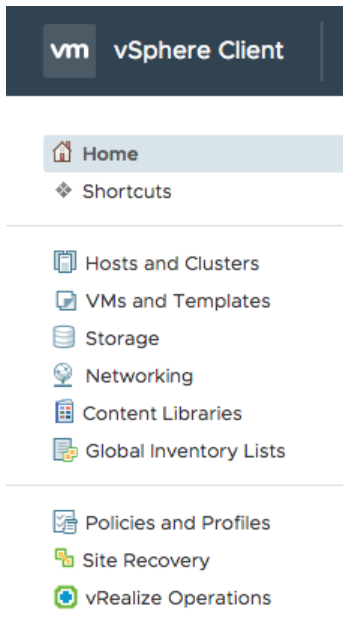 vm vSphere Client
Home
Shortcuts
Hosts and Clusters
VMs and Templates
Storage
Networking
Content Libraries
Global Inventory Lists
Policies and Profiles
Site Recovery
vRealize Operations